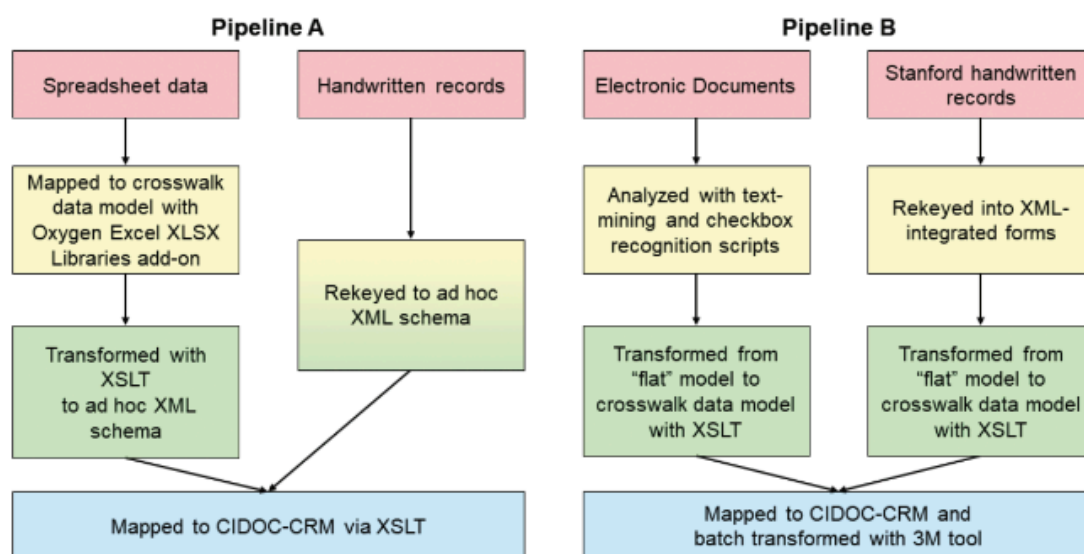 Pipeline A
Spreadsheet data
Mapped to crosswalk
data model with
Oxygen Excel XLSX
Libraries add-on
Transformed with
XSLT
to ad hoc XML
schema
Handwritten records
Rekeyed to ad hoc
XML schema
Mapped to CIDOC-CRM via XSLT
Pipeline B
Electronic Documents
Analyzed with text-
mining and checkbox
recognition scripts
Transformed from
“flat” model to
crosswalk data model
with XSLT
Stanford handwritten
records
Rekeyed into XML-
integrated forms
Transformed from
“flat” model to
crosswalk data model
with XSLT
Mapped to CIDOC-CRM and
batch transformed with 3M tool